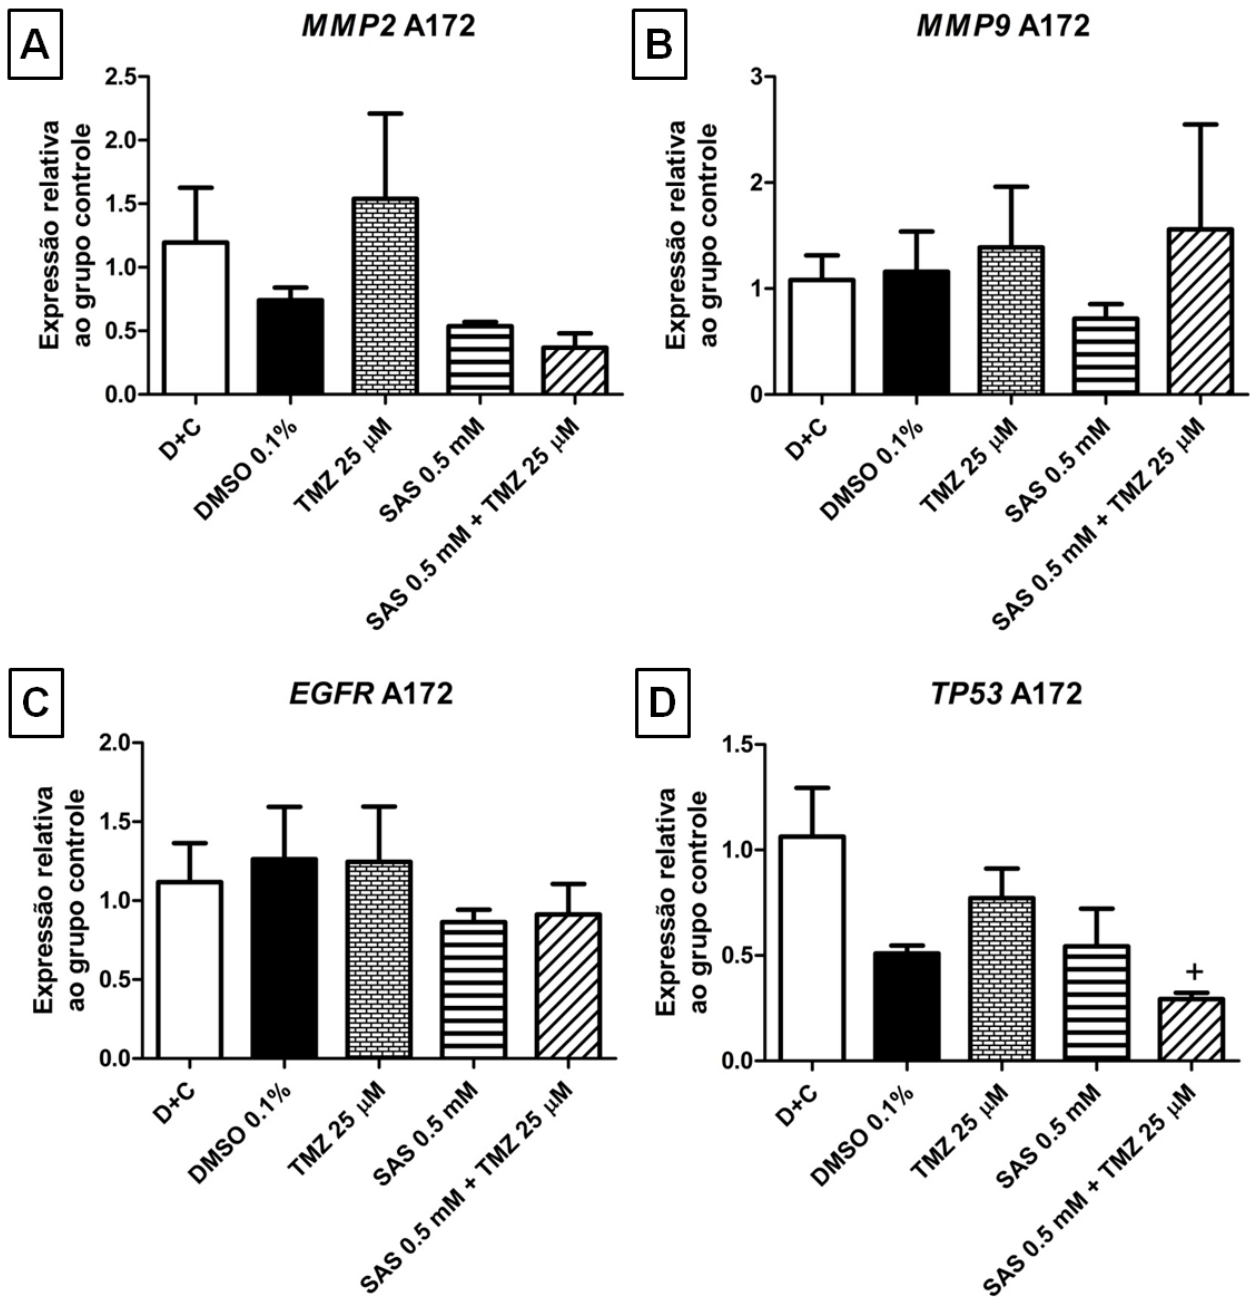 A
MMP2 A172
Expressão relativa
ao grupo controle
2.5
2.0
1.5
1.0
0.5
0.0
D+C
DMSO 0.1%
TMZ 25 µM
SAS 0.5 mM
SAS 0.5 mM + TMZ 25 µM
B
MMP9 A172
Expressão relativa
ao grupo controle
3
2
1
0
D+C
DMSO 0.1%
TMZ 25 µM
SAS 0.5 mM
SAS 0.5 mM + TMZ 25 µM
C
EGFR A172
Expressão relativa
ao grupo controle
2.0
1.5
1.0
0.5
0.0
D+C
DMSO 0.1%
TMZ 25 µM
SAS 0.5 mM
SAS 0.5 mM + TMZ 25 µM
D
TP53 A172
Expressão relativa
ao grupo controle
1.5
1.0
0.5
0.0
+
D+C
DMSO 0.1%
TMZ 25 µM
SAS 0.5 mM
SAS 0.5 mM + TMZ 25 µM